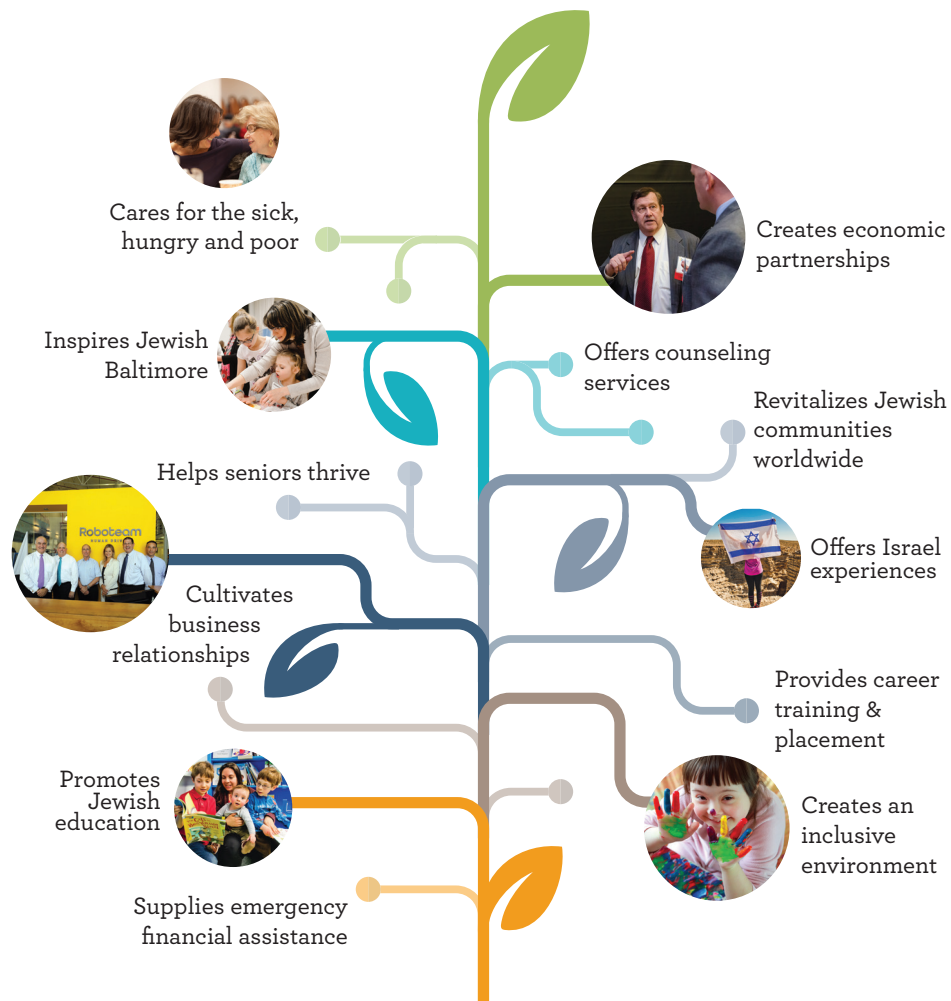 Cares for the sick,
hungry and poor
Creates economic
partnerships
Inspires Jewish
Baltimore
Offers counseling
services
Revitalizes Jewish
communities
worldwide
Helps seniors thrive
Roboteam
Offers Israel
experiences
Cultivates
business
relationships
Provides career
training &
placement
Promotes
Jewish
education
Creates an
inclusive
environment
Supplies emergency
financial assistance